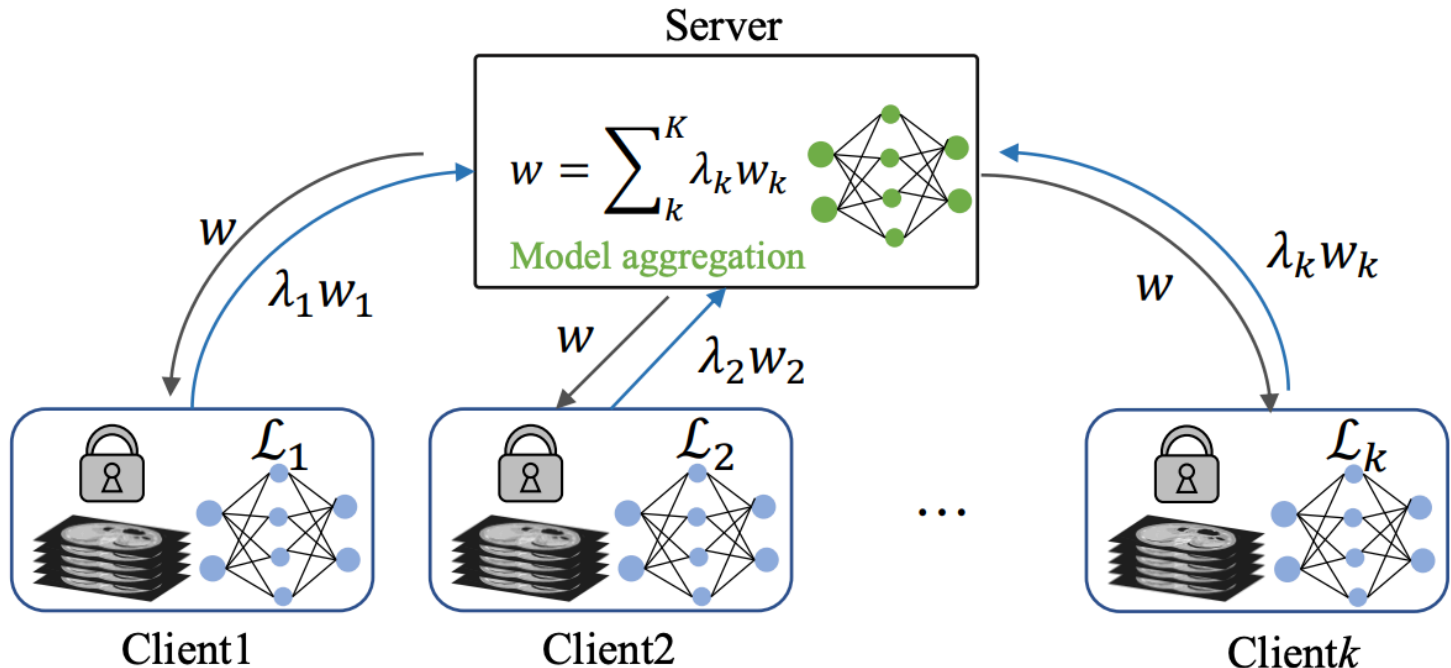 Server
w = ∑_k^K λ_k w_k
Model aggregation
w
λ_1 w_1
w
λ_2 w_2
w
λ_k w_k
ℒ_1
ℒ_2
ℒ_k
…
Client1
Client2
Clientk